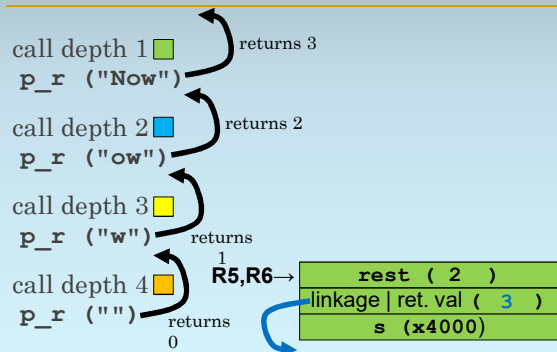 returns 3
call depth 1
p_r ("Now")
call depth 2
returns 2
p_r ("ow")
call depth 3
p_r ("w")
returns
1
call depth 4
p_r ("")
returns
0
R5,R6→
rest ( 2 )
linkage | ret. val ( 3 )
s (x4000)